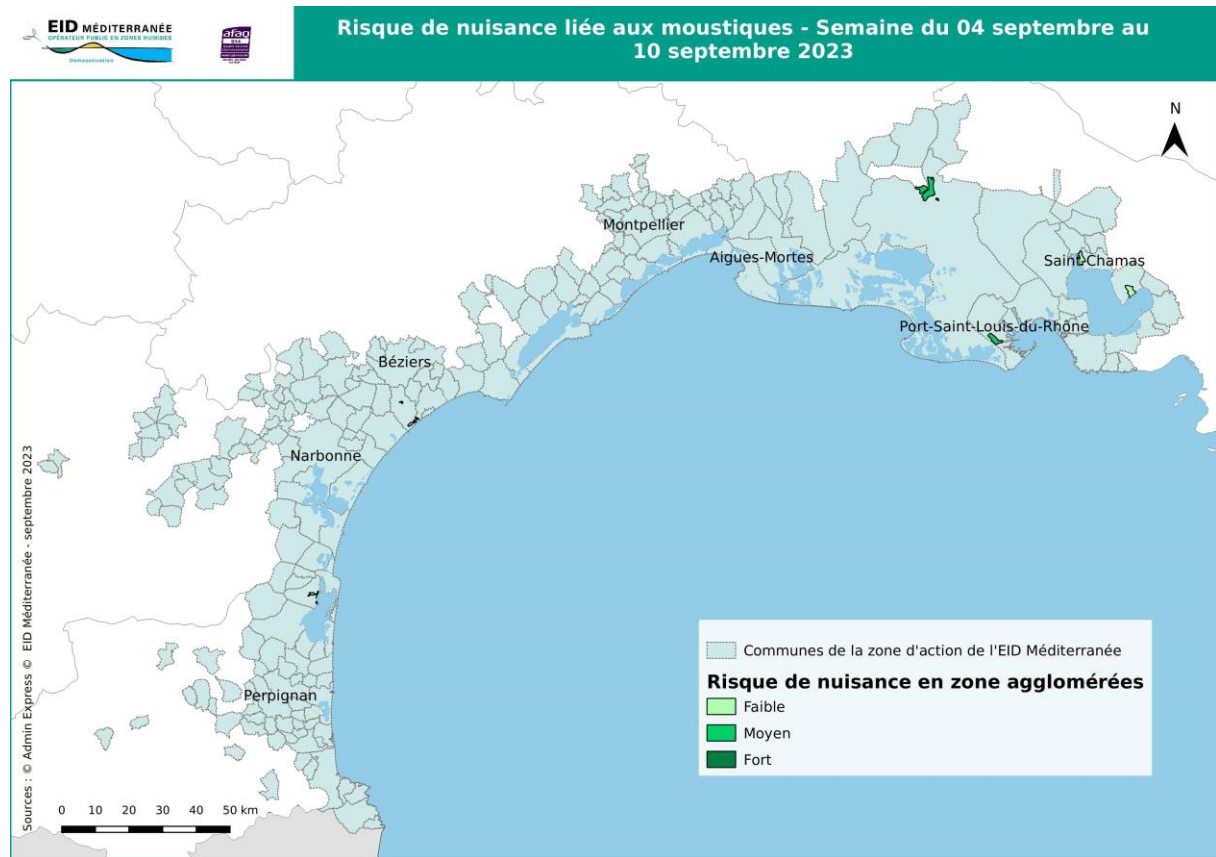 EID MÉDITERRANÉE
OPÉRATEUR PUBLIC EN ZONES HUMIDES
Démoustication
afaq
Risque de nuisance liée aux moustiques - Semaine du 04 septembre au
10 septembre 2023
N
Montpellier
Aigues-Mortes
Saint-Chamas
Port-Saint-Louis-du-Rhône
Béziers
Narbonne
Perpignan
Communes de la zone d'action de l'EID Méditerranée
Risque de nuisance en zone agglomérées
Faible
Moyen
Fort
0 10 20 30 40 50 km
Sources : © Admin Express © EID Méditerranée - septembre 2023